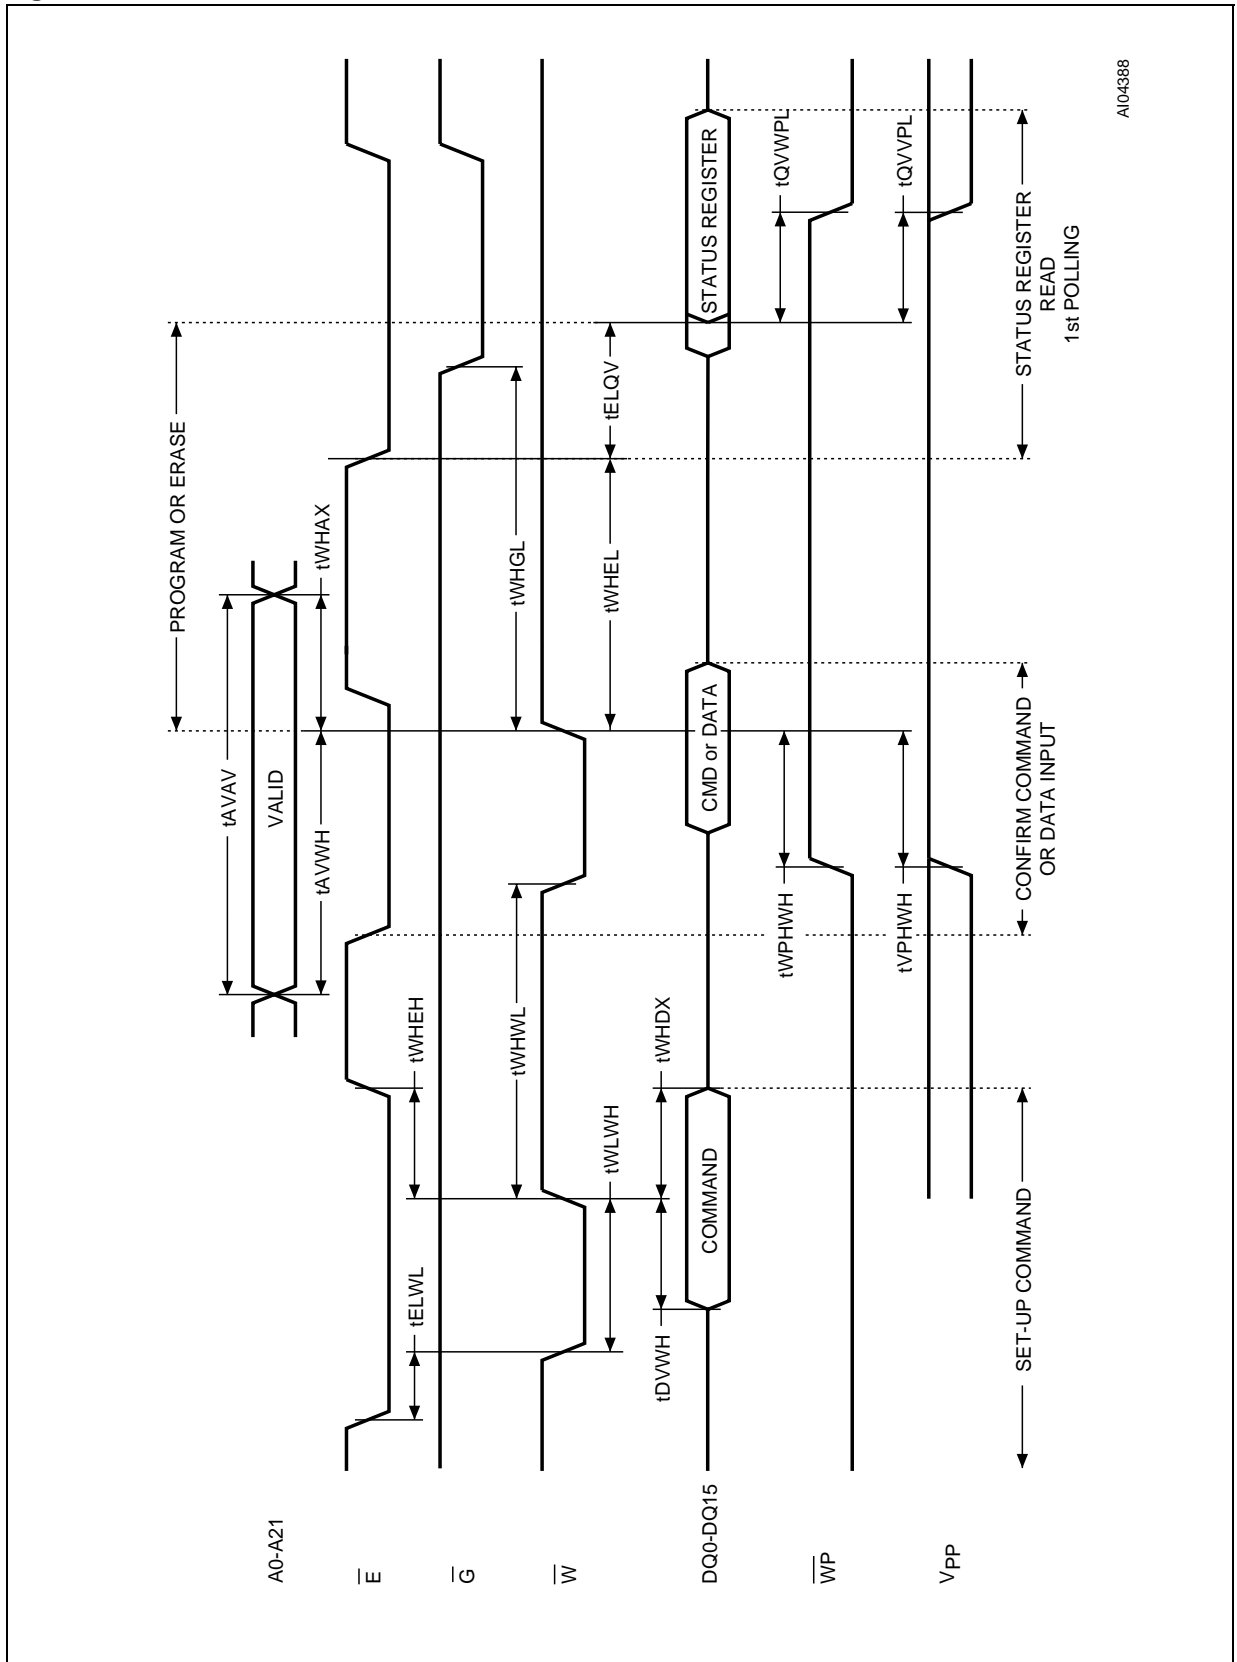 A0-A21
VALID
tAVAV
tAVWH
tWHAX
PROGRAM OR ERASE
E
tELWL
tWHEH
G
tWHWL
tWHGL
W
tWLWH
tWHEL
tELQV
tDVWH
tWHDX
DQ0-DQ15
COMMAND
CMD or DATA
STATUS REGISTER
WP
tWPHWH
tQVWPL
VPP
tVPHWH
tQVVPL
SET-UP COMMAND
CONFIRM COMMAND
OR DATA INPUT
STATUS REGISTER
READ
1st POLLING
AI04388